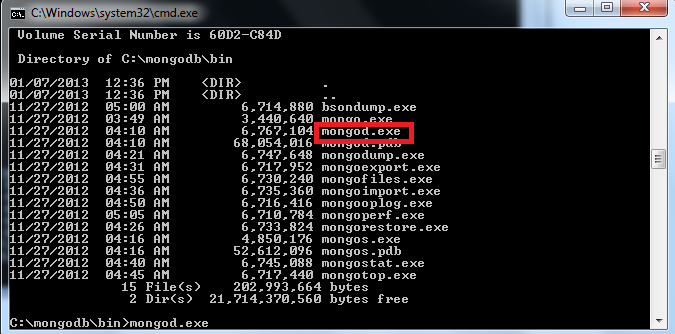 C:\Windows\system32\cmd.exe
Volume Serial Number is 60D2-C84D
Directory of C:\mongodb\bin
01/07/2013  12:36 PM    <DIR>          .
01/07/2013  12:36 PM    <DIR>          ..
11/27/2012  05:00 AM         6,714,880 bsondump.exe
11/27/2012  03:49 AM         3,440,640 mongo.exe
11/27/2012  04:10 AM         6,767,104 mongod.exe
11/27/2012  04:10 AM        68,054,016 mongod.pdb
11/27/2012  04:21 AM         6,747,648 mongodump.exe
11/27/2012  04:31 AM         6,717,952 mongoexport.exe
11/27/2012  04:55 AM         6,730,240 mongofiles.exe
11/27/2012  04:36 AM         6,735,360 mongoimport.exe
11/27/2012  04:50 AM         6,716,416 mongooplog.exe
11/27/2012  05:05 AM         6,710,784 mongoperf.exe
11/27/2012  04:26 AM         6,733,824 mongorestore.exe
11/27/2012  04:16 AM         4,850,176 mongos.exe
11/27/2012  04:16 AM        52,612,096 mongos.pdb
11/27/2012  04:40 AM         6,745,088 mongostat.exe
11/27/2012  04:45 AM         6,717,440 mongotop.exe
15 File(s)    202,993,664 bytes
2 Dir(s)  21,714,370,560 bytes free
C:\mongodb\bin>mongod.exe